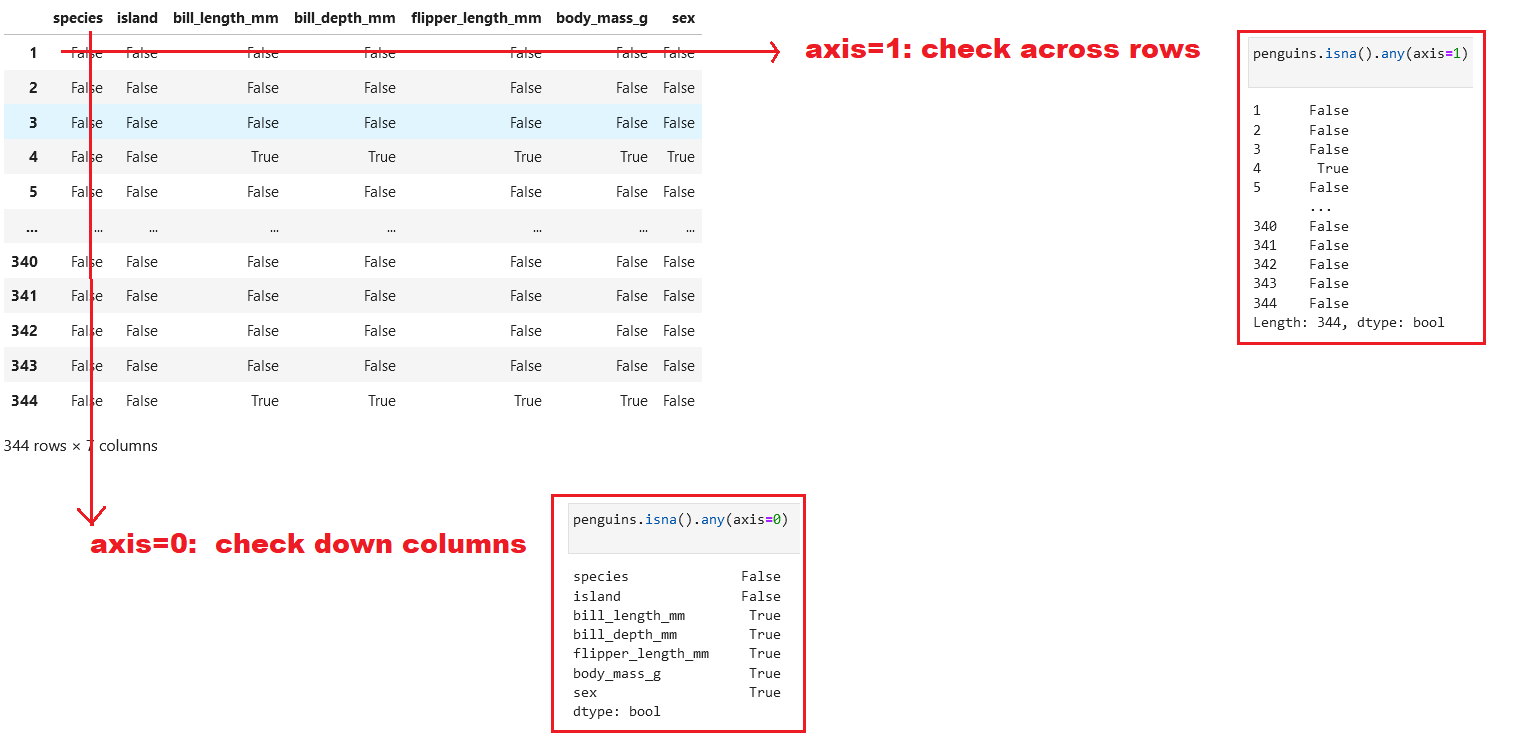 species island bill_length_mm bill_depth_mm flipper_length_mm body_mass_g sex
1 False False False False False False False
2 False False False False False False False
3 False False False False False False False
4 False False True True True True True
5 False False False False False False False
... ... ... ... ... ... ... ...
340 False False False False False False False
341 False False False False False False False
342 False False False False False False False
343 False False False False False False False
344 False False True True True True False
344 rows × 7 columns
axis=1: check across rows
penguins.isna().any(axis=1)
1 False
2 False
3 False
4 True
5 False
...
340 False
341 False
342 False
343 False
344 False
Length: 344, dtype: bool
axis=0: check down columns
penguins.isna().any(axis=0)
species False
island False
bill_length_mm True
bill_depth_mm True
flipper_length_mm True
body_mass_g True
sex True
dtype: bool